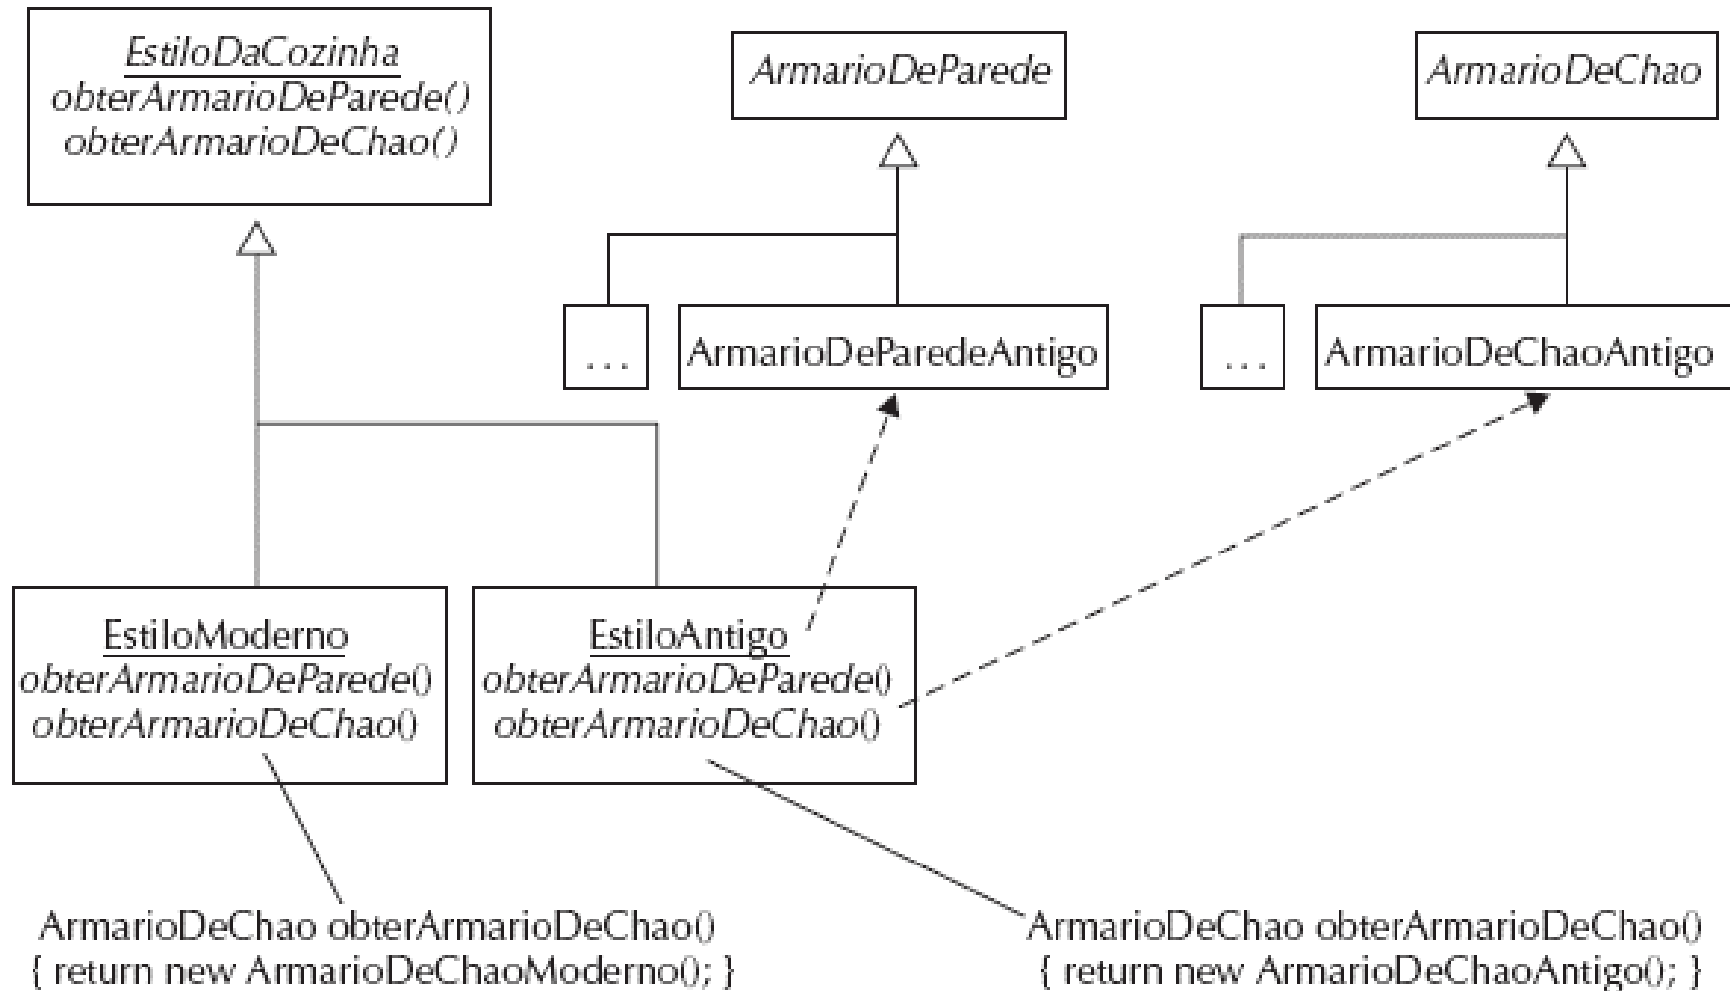 EstiloDaCozinha
obterArmarioDeParede()
obterArmarioDeChao()
ArmarioDeParede
ArmarioDeChao
...
ArmarioDeParedeAntigo
...
ArmarioDeChaoAntigo
EstiloModerno
obterArmarioDeParede()
obterArmarioDeChao()
EstiloAntigo
obterArmarioDeParede()
obterArmarioDeChao()
ArmarioDeChao obterArmarioDeChao()
{ return new ArmarioDeChaoModerno(); }
ArmarioDeChao obterArmarioDeChao()
{ return new ArmarioDeChaoAntigo(); }